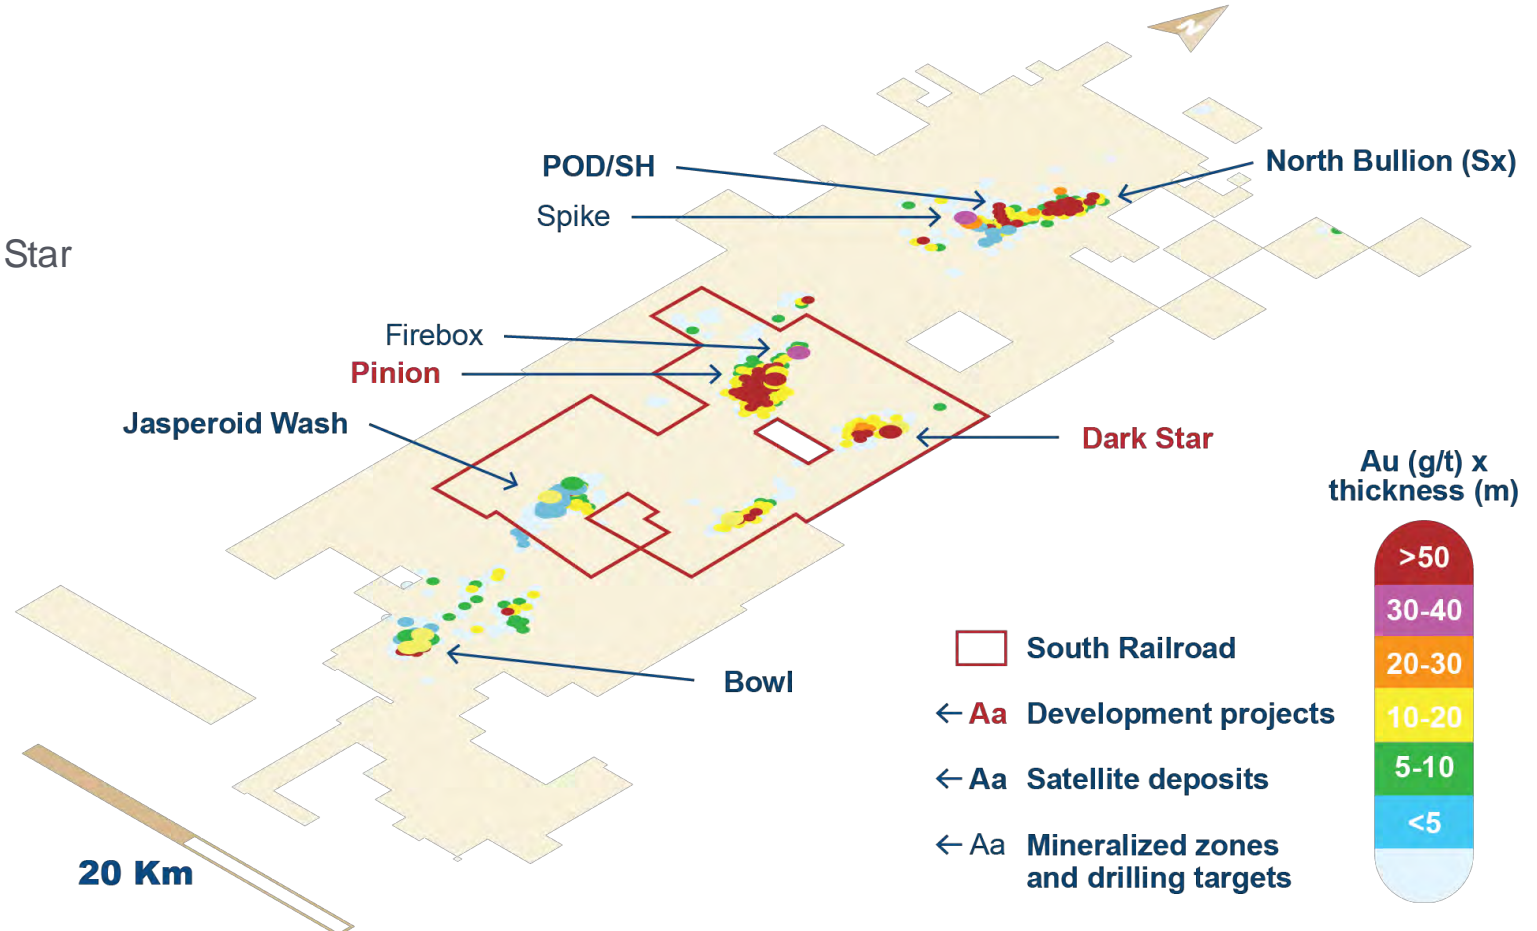 N
POD/SH
North Bullion (Sx)
Spike
Star
Firebox
Pinion
Jasperoid Wash
Dark Star
Au (g/t) x
thickness (m)
>50
30-40
20-30
10-20
5-10
<5
South Railroad
Bowl
Aa Development projects
Aa Satellite deposits
Aa Mineralized zones
and drilling targets
20 Km